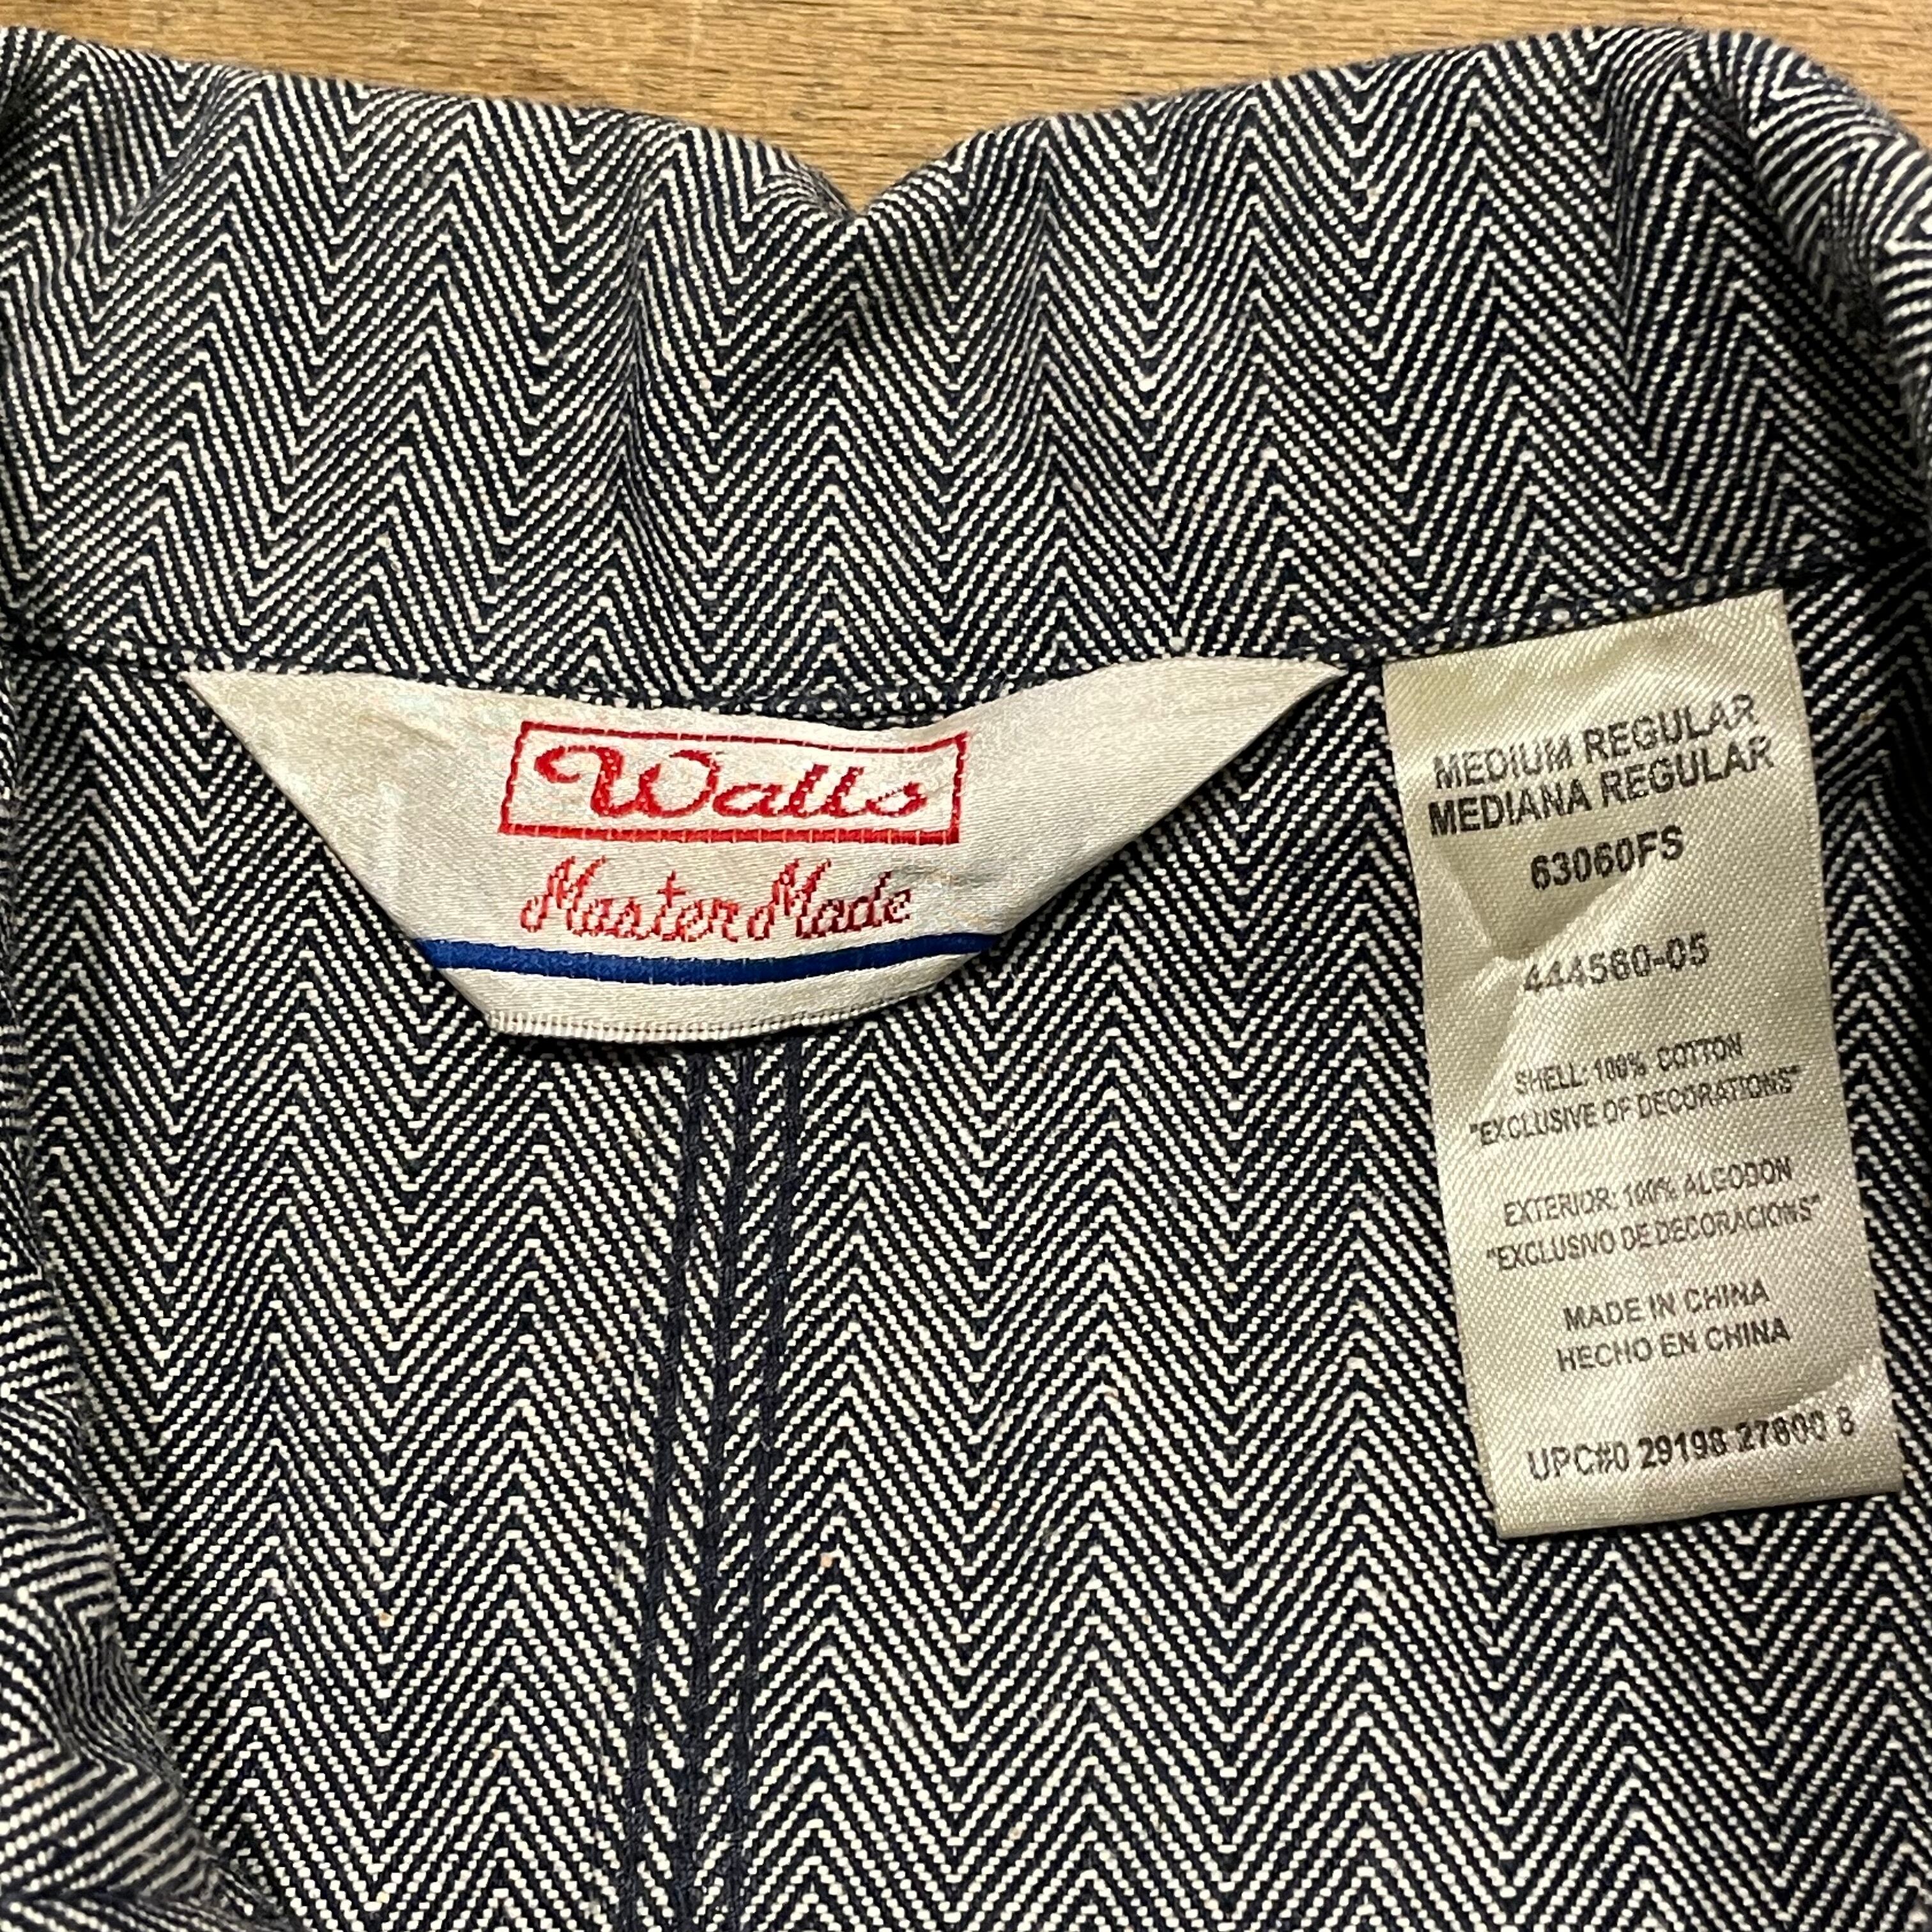 Walls
Master Made
MEDIUM REGULAR
MEDIANA REGULAR
63060FS
444560-05
SHELL: 100% COTTON
"EXCLUSIVE OF DECORATIONS"
EXTERIOR: 100% ALGODON
"EXCLUSIVO DE DECORACIONS"
MADE IN CHINA
HECHO EN CHINA
UPC#0 29198 27600 8